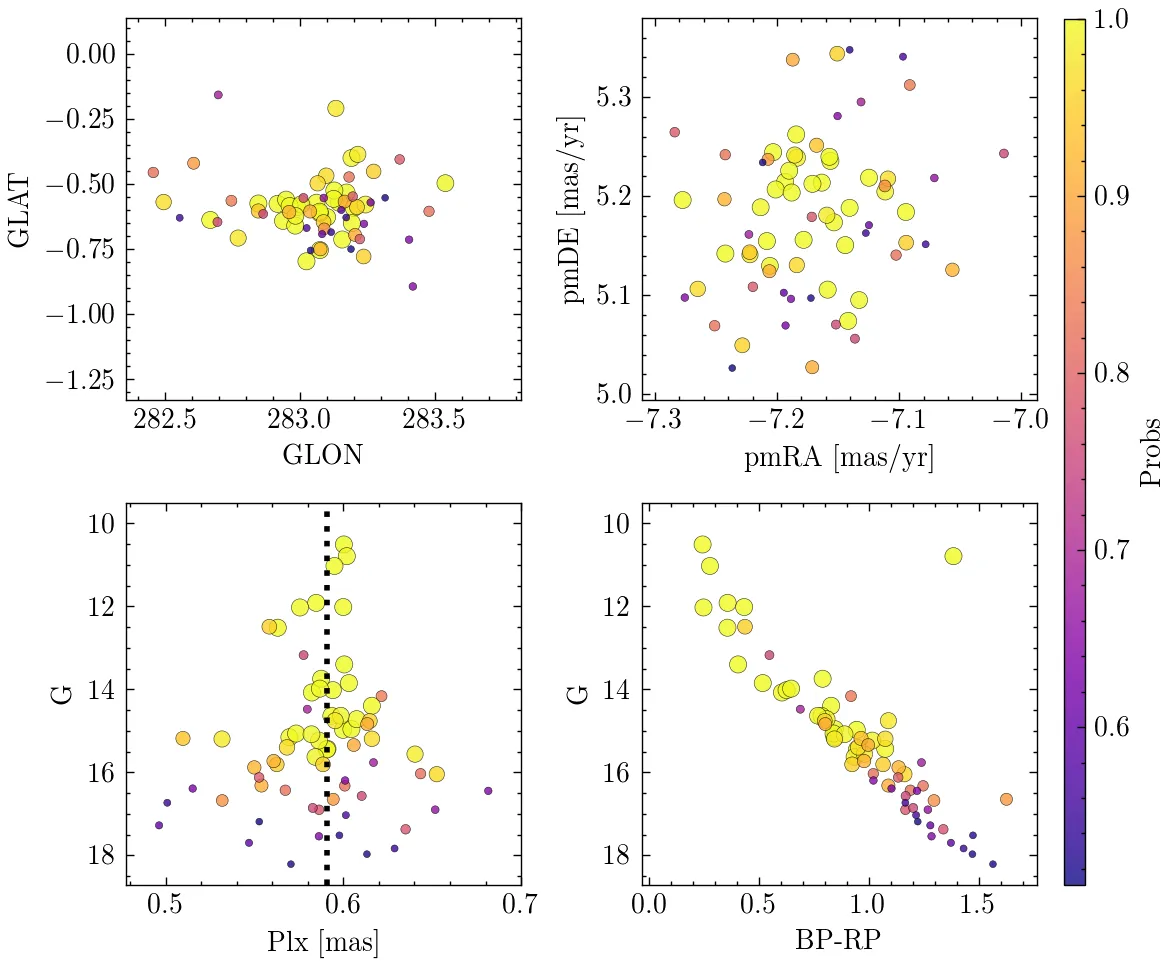 0.00
−0.25
−0.50
−0.75
−1.00
−1.25
GLAT
282.5 283.0 283.5
GLON
5.3
5.2
5.1
5.0
pmDE [mas/yr]
−7.3 −7.2 −7.1 −7.0
pmRA [mas/yr]
10
12
14
16
18
G
0.5 0.6 0.7
Plx [mas]
10
12
14
16
18
G
0.0 0.5 1.0 1.5
BP-RP
1.0
0.9
0.8
0.7
0.6
Probs